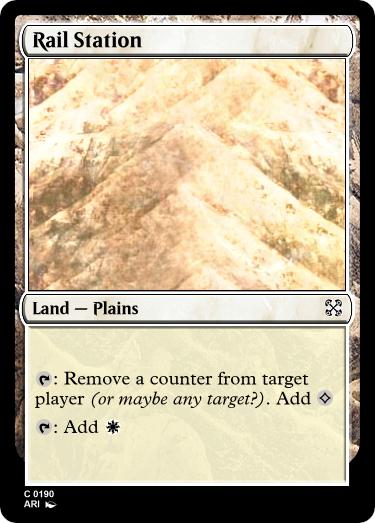 Rail Station
Land — Plains
: Remove a counter from target
player (or maybe any target?). Add
: Add
C 0190
ARI